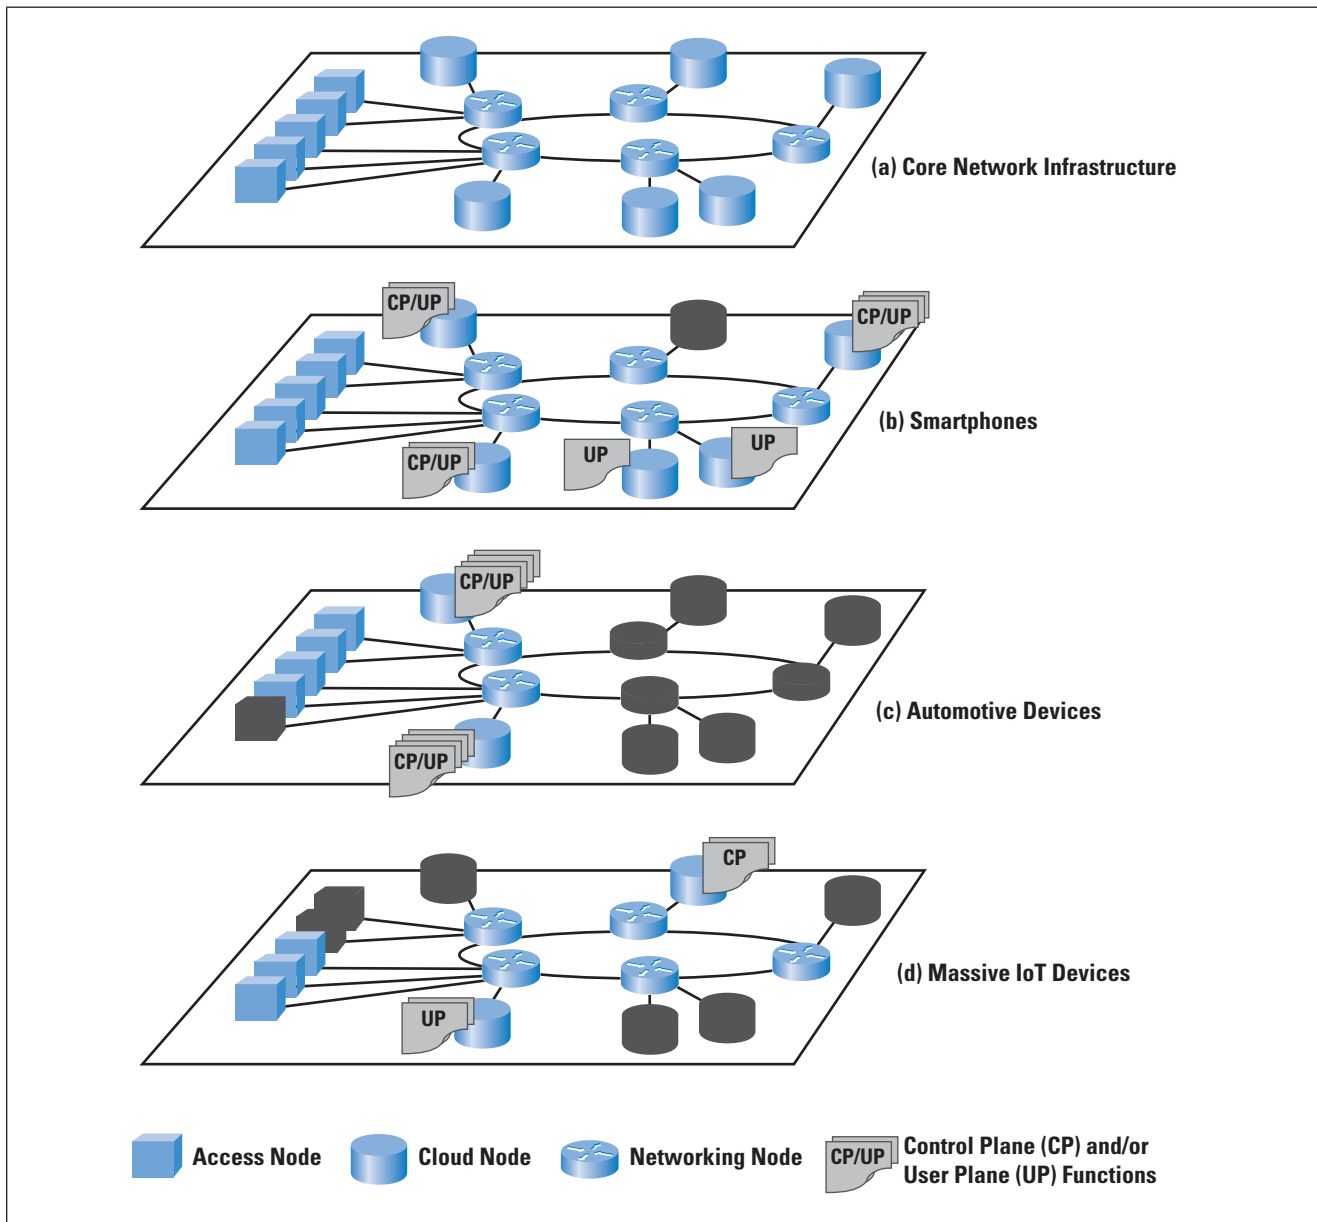 (a) Core Network Infrastructure
CP/UP
CP/UP
(b) Smartphones
CP/UP
UP
UP
CP/UP
(c) Automotive Devices
CP/UP
CP
(d) Massive IoT Devices
UP
Access Node
Cloud Node
Networking Node
CP/UP
Control Plane (CP) and/or
User Plane (UP) Functions